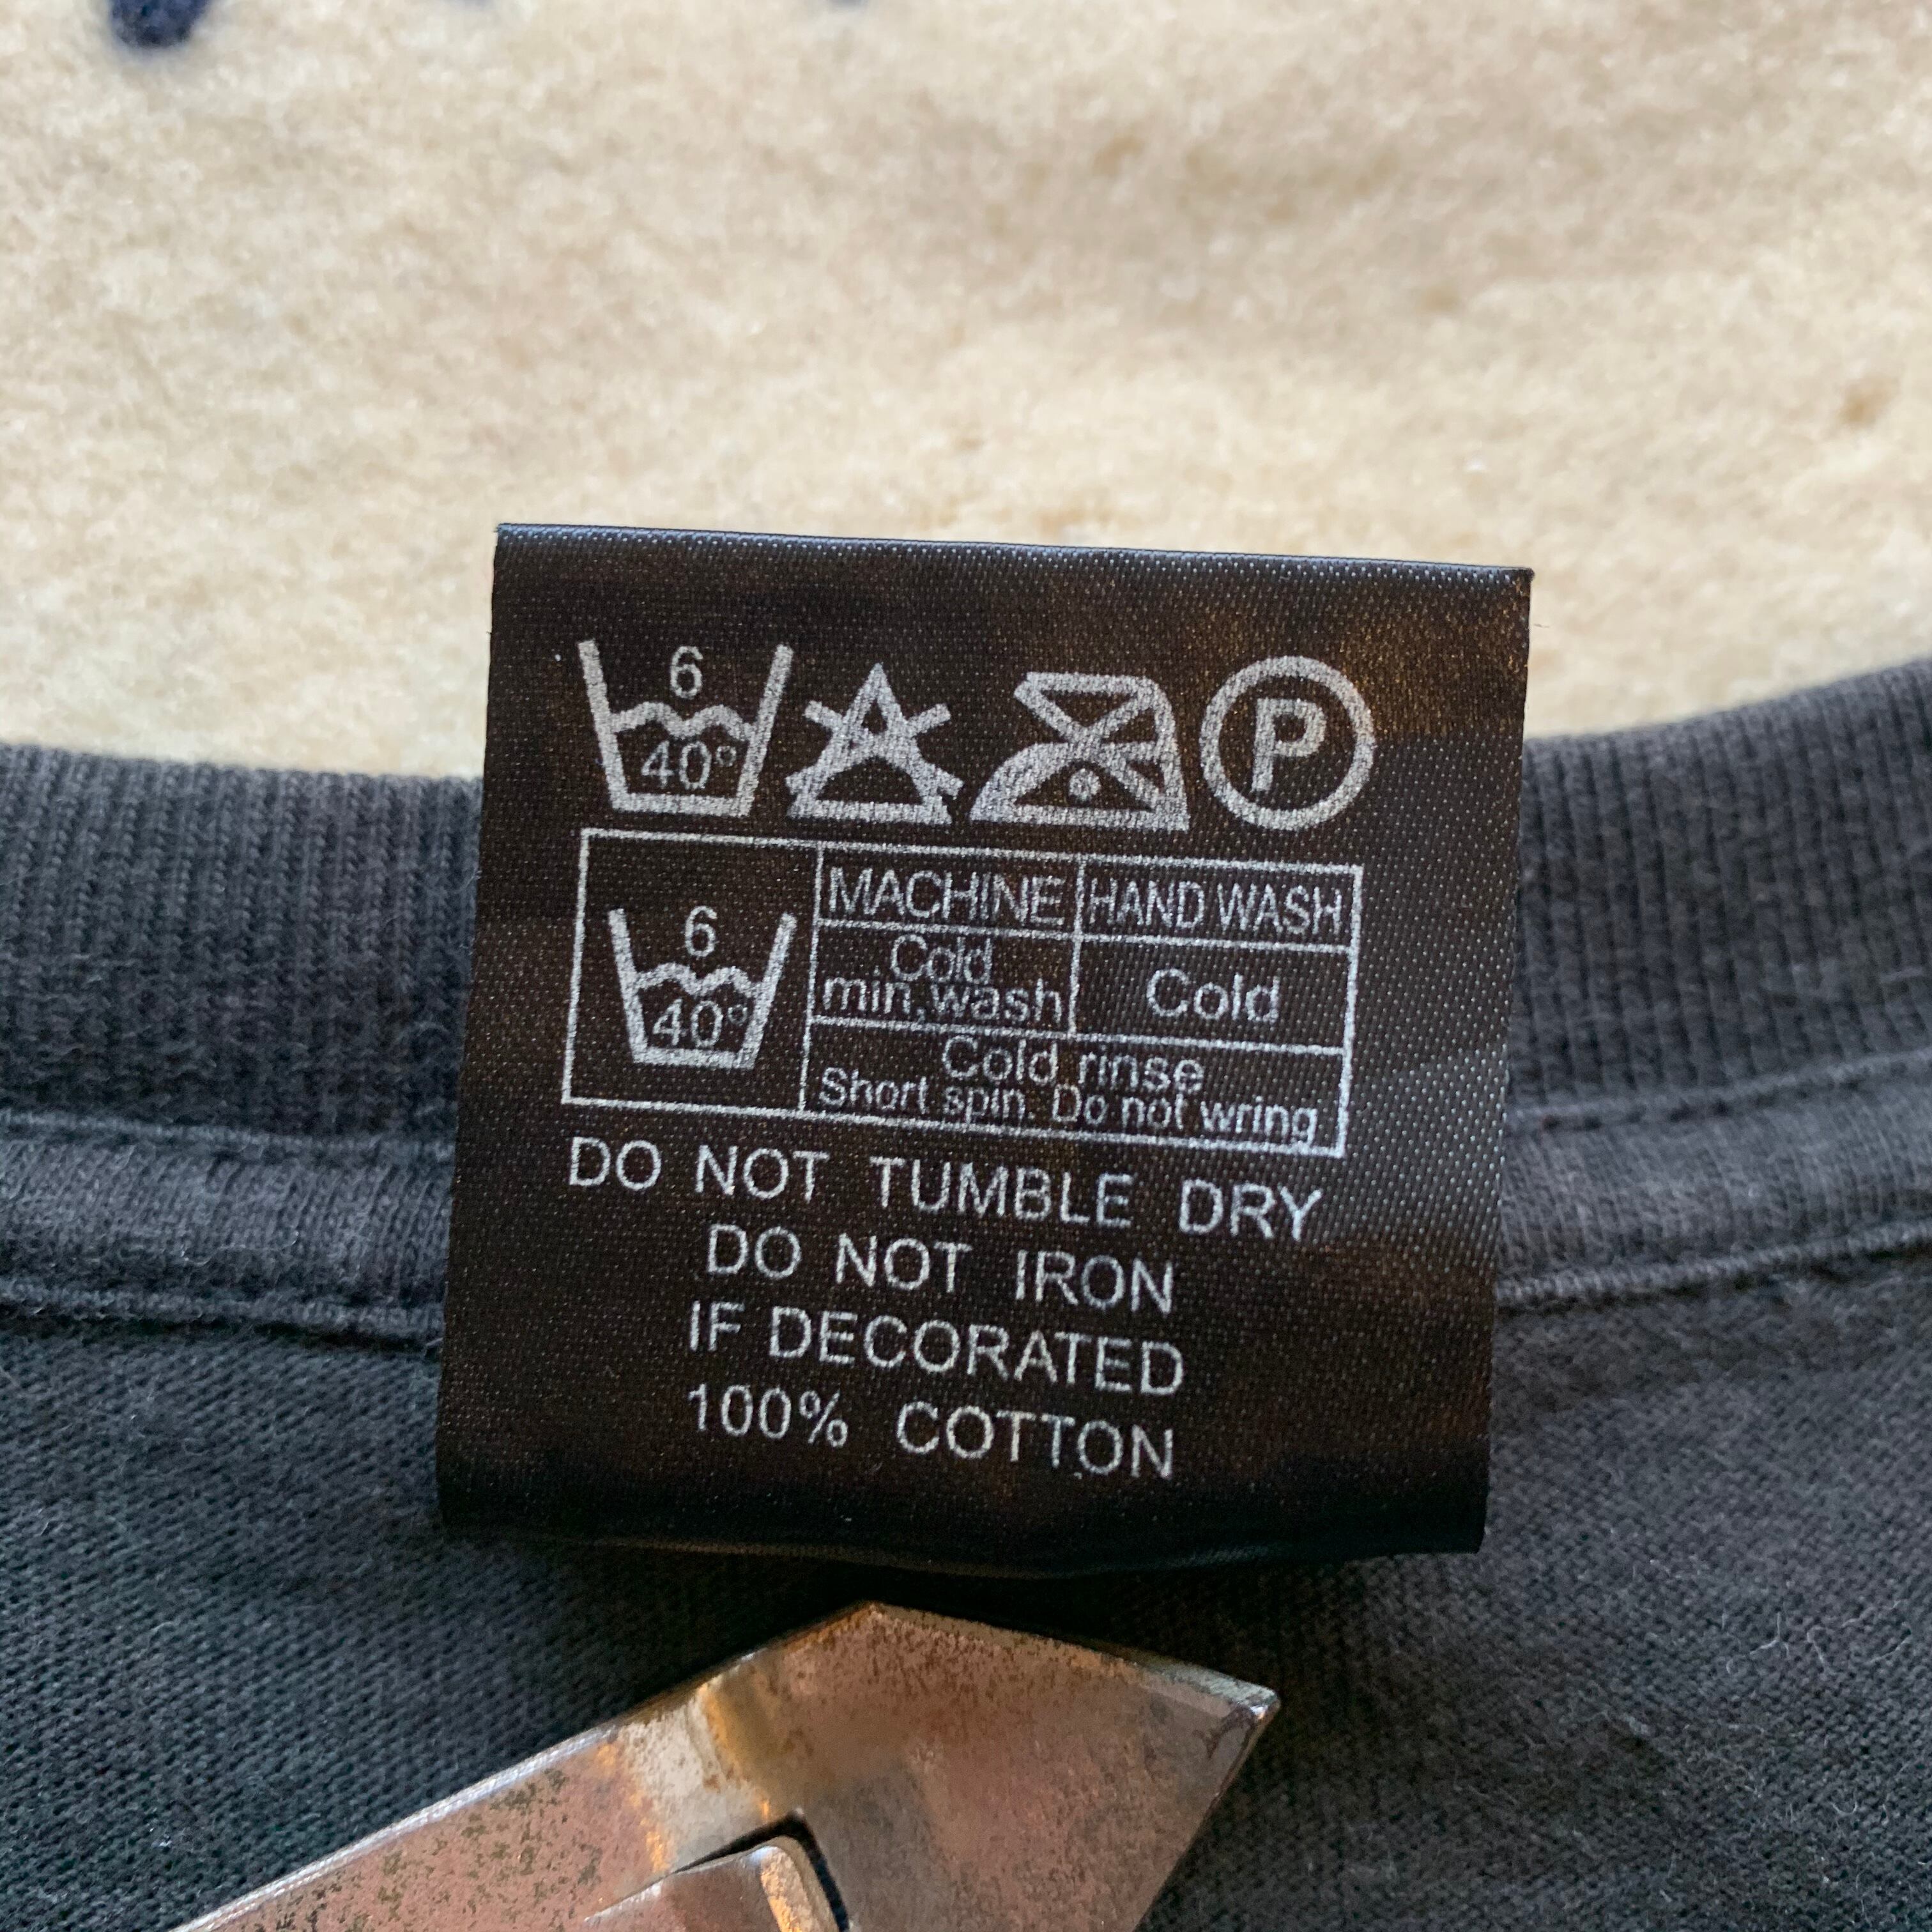 6
40°
P
6
40°
MACHINE HAND WASH
Cold
min.wash
Cold
Cold rinse
Short spin. Do not wring
DO NOT TUMBLE DRY
DO NOT IRON
IF DECORATED
100% COTTON